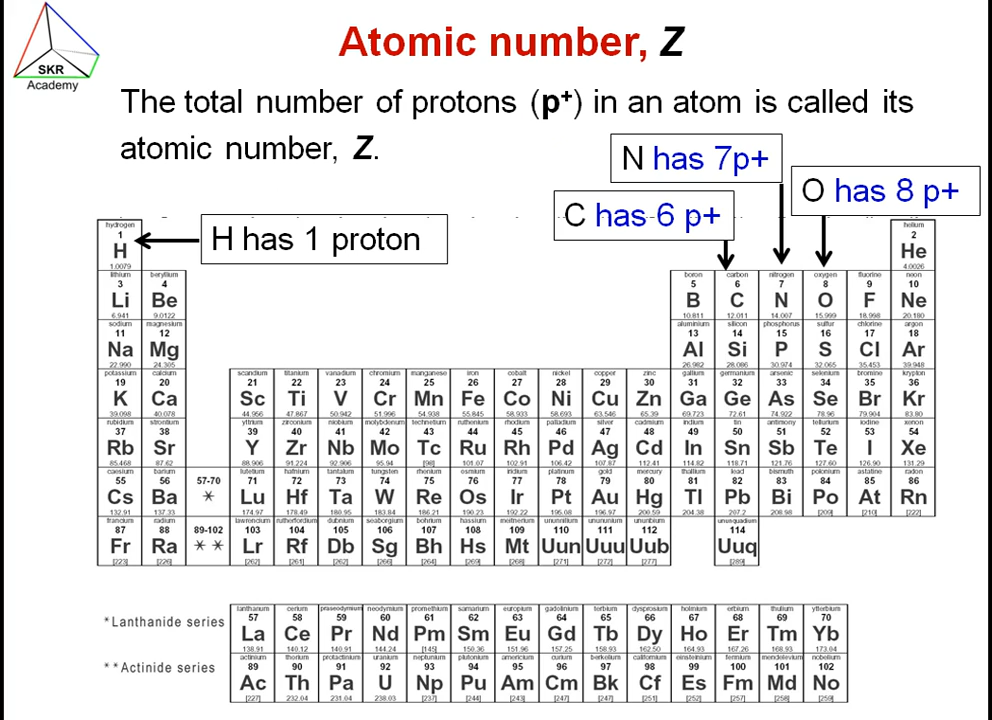 SKR
Academy
Atomic number, Z
The total number of protons (p+) in an atom is called its
atomic number, Z.
N has 7p+
O has 8 p+
C has 6 p+
H has 1 proton
hydrogen helium
1 2
H He
1.0079 4.0026
lithium beryllium boron carbon nitrogen oxygen fluorine neon
3 4 5 6 7 8 9 10
Li Be B C N O F Ne
6.941 9.0122 10.811 12.011 14.007 15.999 18.998 20.180
sodium magnesium aluminium silicon phosphorus sulfur chlorine argon
11 12 13 14 15 16 17 18
Na Mg Al Si P S Cl Ar
22.990 24.305 26.982 28.086 30.974 32.065 35.453 39.948
potassium calcium scandium titanium vanadium chromium manganese iron cobalt nickel copper zinc gallium germanium arsenic selenium bromine krypton
19 20 21 22 23 24 25 26 27 28 29 30 31 32 33 34 35 36
K Ca Sc Ti V Cr Mn Fe Co Ni Cu Zn Ga Ge As Se Br Kr
39.098 40.078 44.956 47.867 50.942 51.996 54.938 55.845 58.933 58.693 63.546 65.39 69.723 72.61 74.922 78.96 79.904 83.80
rubidium strontium yttrium zirconium niobium molybdenum technetium ruthenium rhodium palladium silver cadmium indium tin antimony tellurium iodine xenon
37 38 39 40 41 42 43 44 45 46 47 48 49 50 51 52 53 54
Rb Sr Y Zr Nb Mo Tc Ru Rh Pd Ag Cd In Sn Sb Te I Xe
85.468 87.62 88.906 91.224 92.906 95.94 [98] 101.07 102.91 106.42 107.87 112.41 114.82 118.71 121.76 127.60 126.90 131.29
caesium barium lutetium hafnium tantalum tungsten rhenium osmium iridium platinum gold mercury thallium lead bismuth polonium astatine radon
55 56 57-70 71 72 73 74 75 76 77 78 79 80 81 82 83 84 85 86
Cs Ba * Lu Hf Ta W Re Os Ir Pt Au Hg Tl Pb Bi Po At Rn
132.91 137.33 174.97 178.49 180.95 183.84 186.21 190.23 192.22 195.08 196.97 200.59 204.38 207.2 208.98 [209] [210] [222]
francium radium lawrencium rutherfordium dubnium seaborgium bohrium hassium meitnerium ununnilium unununium ununbium ununquadium
87 88 89-102 103 104 105 106 107 108 109 110 111 112 114
Fr Ra * * Lr Rf Db Sg Bh Hs Mt Uun Uuu Uub Uuq
[223] [226] [262] [261] [262] [266] [264] [269] [268] [271] [272] [277] [289]
*Lanthanide series
lanthanum cerium praseodymium neodymium promethium samarium europium gadolinium terbium dysprosium holmium erbium thulium ytterbium
57 58 59 60 61 62 63 64 65 66 67 68 69 70
La Ce Pr Nd Pm Sm Eu Gd Tb Dy Ho Er Tm Yb
138.91 140.12 140.91 144.24 [145] 150.36 151.96 157.25 158.93 162.50 164.93 167.26 168.93 173.04
**Actinide series
actinium thorium protactinium uranium neptunium plutonium americium curium berkelium californium einsteinium fermium mendelevium nobelium
89 90 91 92 93 94 95 96 97 98 99 100 101 102
Ac Th Pa U Np Pu Am Cm Bk Cf Es Fm Md No
[227] 232.04 231.04 238.03 [237] [244] [243] [247] [247] [251] [252] [257] [258] [259]